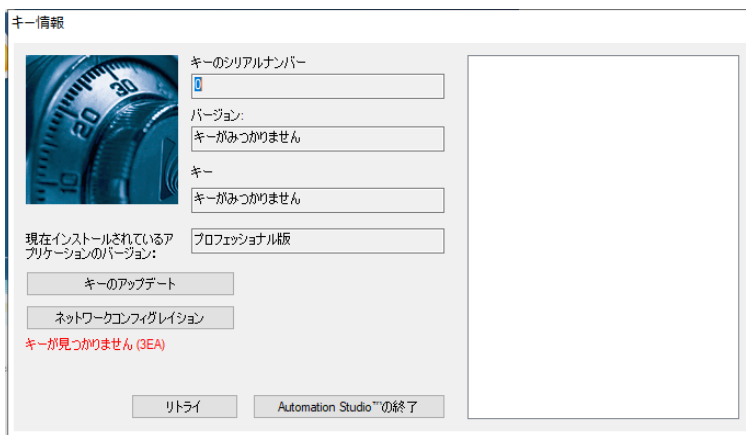 キー情報
キーのシリアルナンバー
0
バージョン:
キーがみつかりません
キー
キーがみつかりません
現在インストールされているア
プリケーションのバージョン:
プロフェッショナル版
キーのアップデート
ネットワークコンフィグレイション
キーが見つかりません (3EA)
リトライ
Automation Studio™の終了